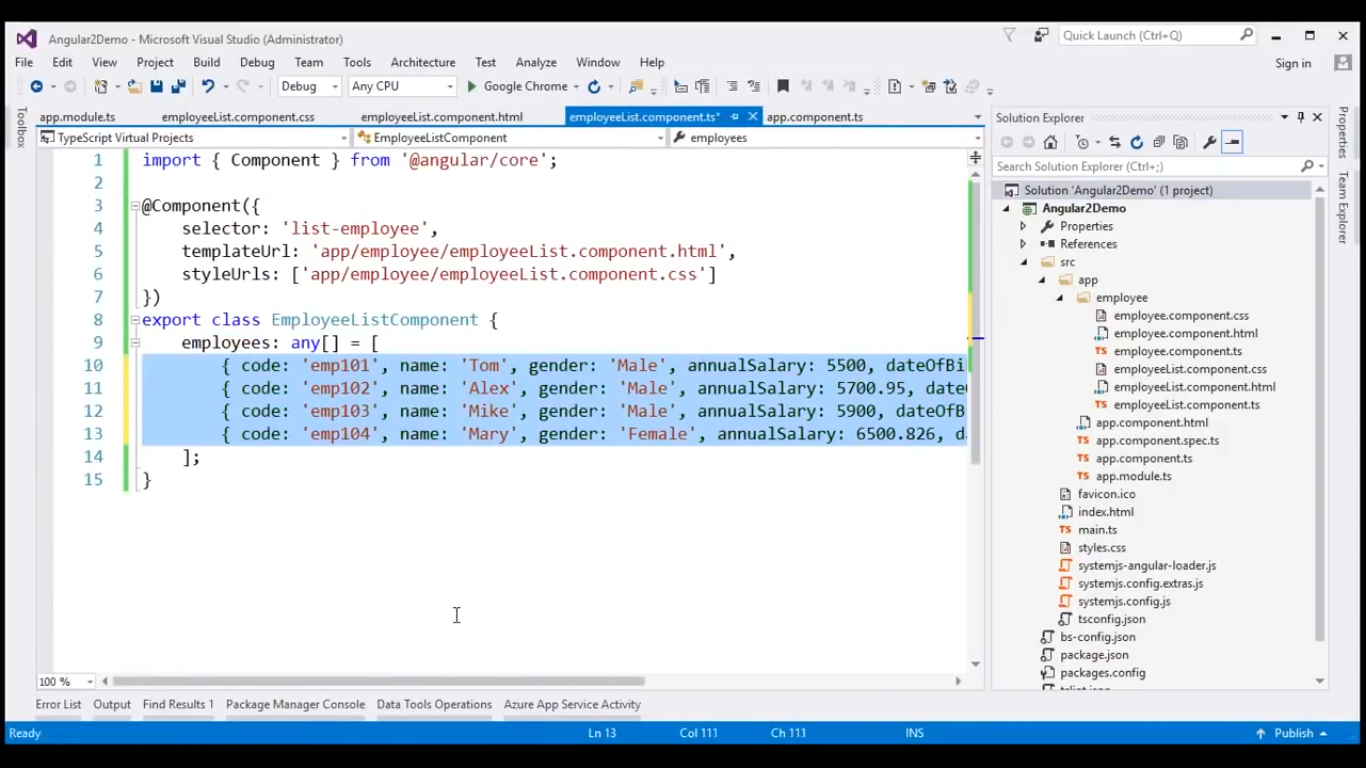 Angular2Demo - Microsoft Visual Studio (Administrator)
Quick Launch (Ctrl+Q)
File Edit View Project Build Debug Team Tools Architecture Test Analyze Window Help
Sign in
Debug Any CPU Google Chrome
Toolbox
app.module.ts employeeList.component.css employeeList.component.html employeeList.component.ts* app.component.ts
TypeScript Virtual Projects EmployeeListComponent employees
1 import { Component } from '@angular/core';
2
3 @Component({
4 selector: 'list-employee',
5 templateUrl: 'app/employee/employeeList.component.html',
6 styleUrls: ['app/employee/employeeList.component.css']
7 })
8 export class EmployeeListComponent {
9 employees: any[] = [
10 { code: 'emp101', name: 'Tom', gender: 'Male', annualSalary: 5500, dateOfBi
11 { code: 'emp102', name: 'Alex', gender: 'Male', annualSalary: 5700.95, date
12 { code: 'emp103', name: 'Mike', gender: 'Male', annualSalary: 5900, dateOfB
13 { code: 'emp104', name: 'Mary', gender: 'Female', annualSalary: 6500.826, d
14 ];
15 }
100 %
Solution Explorer
Search Solution Explorer (Ctrl+;)
Solution 'Angular2Demo' (1 project)
Angular2Demo
Properties
References
src
app
employee
employee.component.css
employee.component.html
employee.component.ts
employeeList.component.css
employeeList.component.html
employeeList.component.ts
app.component.html
app.component.spec.ts
app.component.ts
app.module.ts
favicon.ico
index.html
main.ts
styles.css
systemjs-angular-loader.js
systemjs.config.extras.js
systemjs.config.js
tsconfig.json
bs-config.json
package.json
packages.config
Properties
Team Explorer
Error List Output Find Results 1 Package Manager Console Data Tools Operations Azure App Service Activity
Ready Ln 13 Col 111 Ch 111 INS Publish